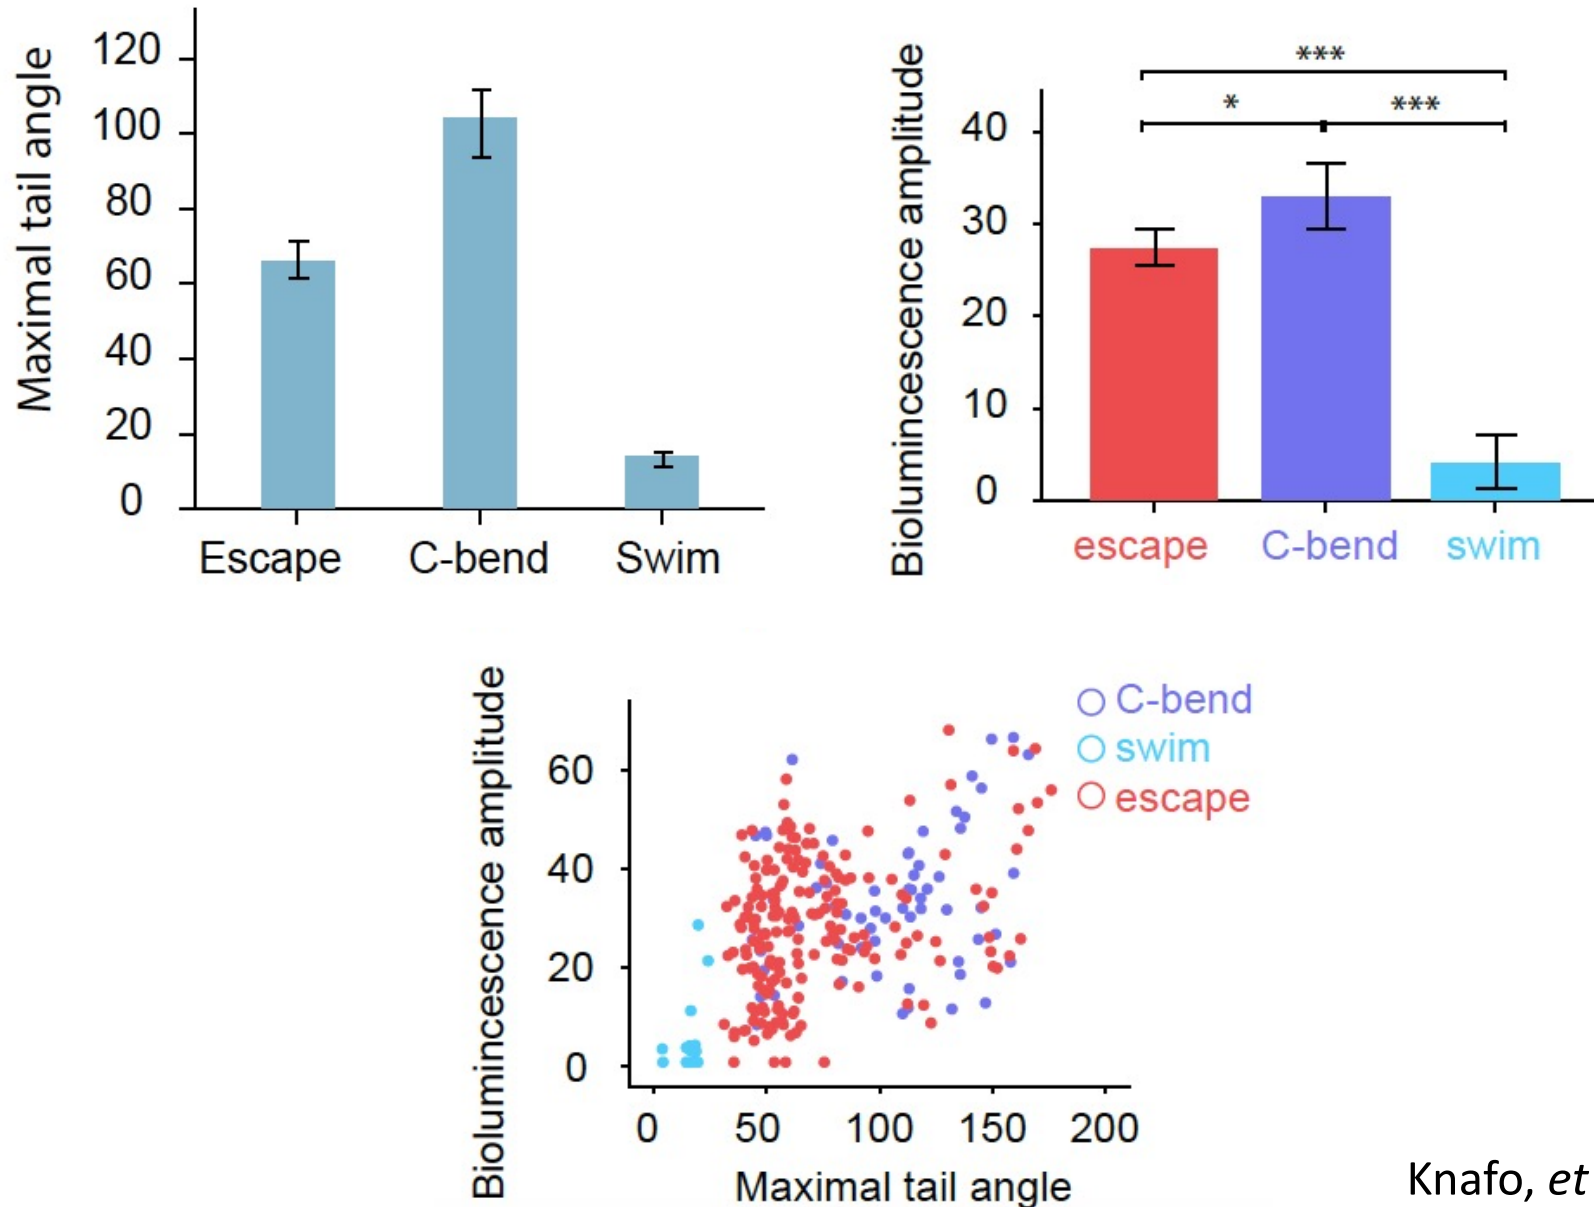 Maximal tail angle
120
100
80
60
40
20
0
Escape C-bend Swim
Bioluminescence amplitude
***
* ***
40
30
20
10
0
escape C-bend swim
Bioluminescence amplitude
60
40
20
0
0 50 100 150 200
Maximal tail angle
C-bend
swim
escape
Knafo, et